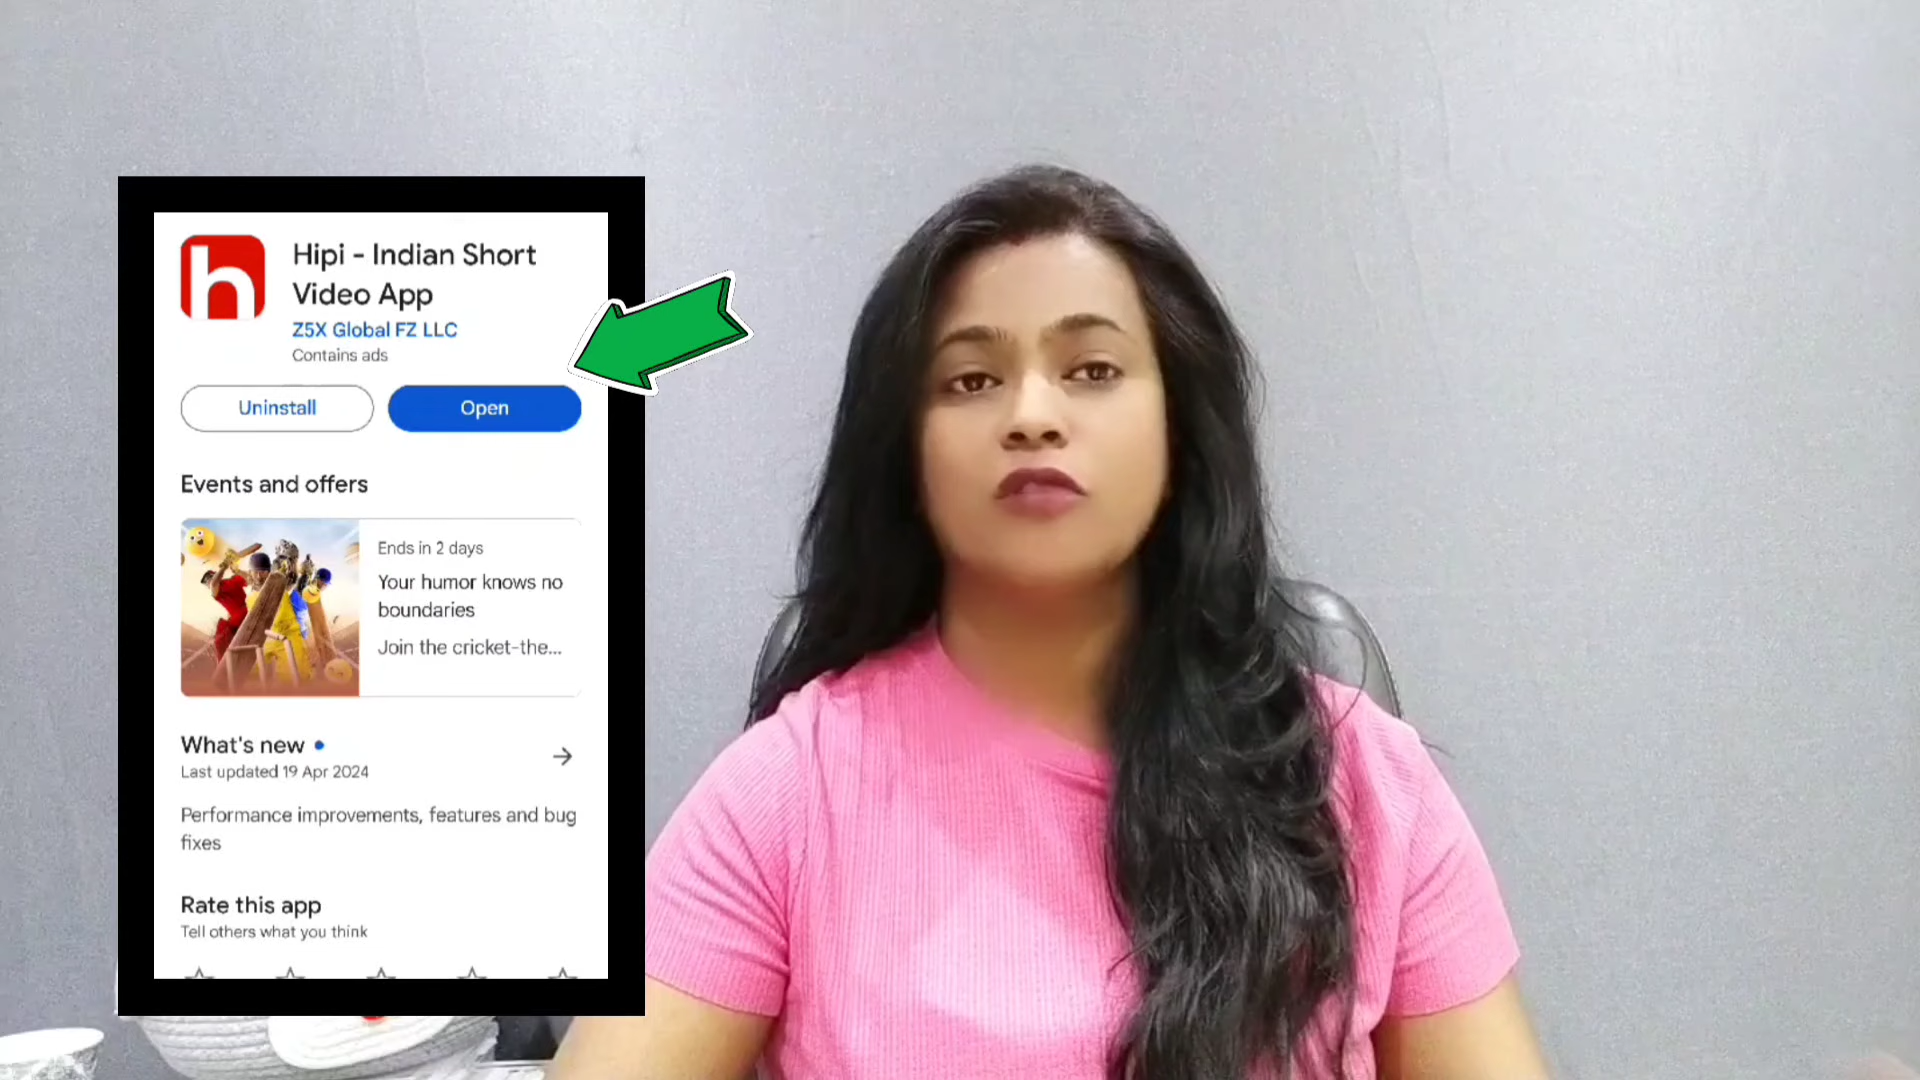 h
Hipi - Indian Short
Video App
Z5X Global FZ LLC
Contains ads
Uninstall
Open
Events and offers
Ends in 2 days
Your humor knows no
boundaries
Join the cricket-the...
What's new
Last updated 19 Apr 2024
Performance improvements, features and bug
fixes
Rate this app
Tell others what you think